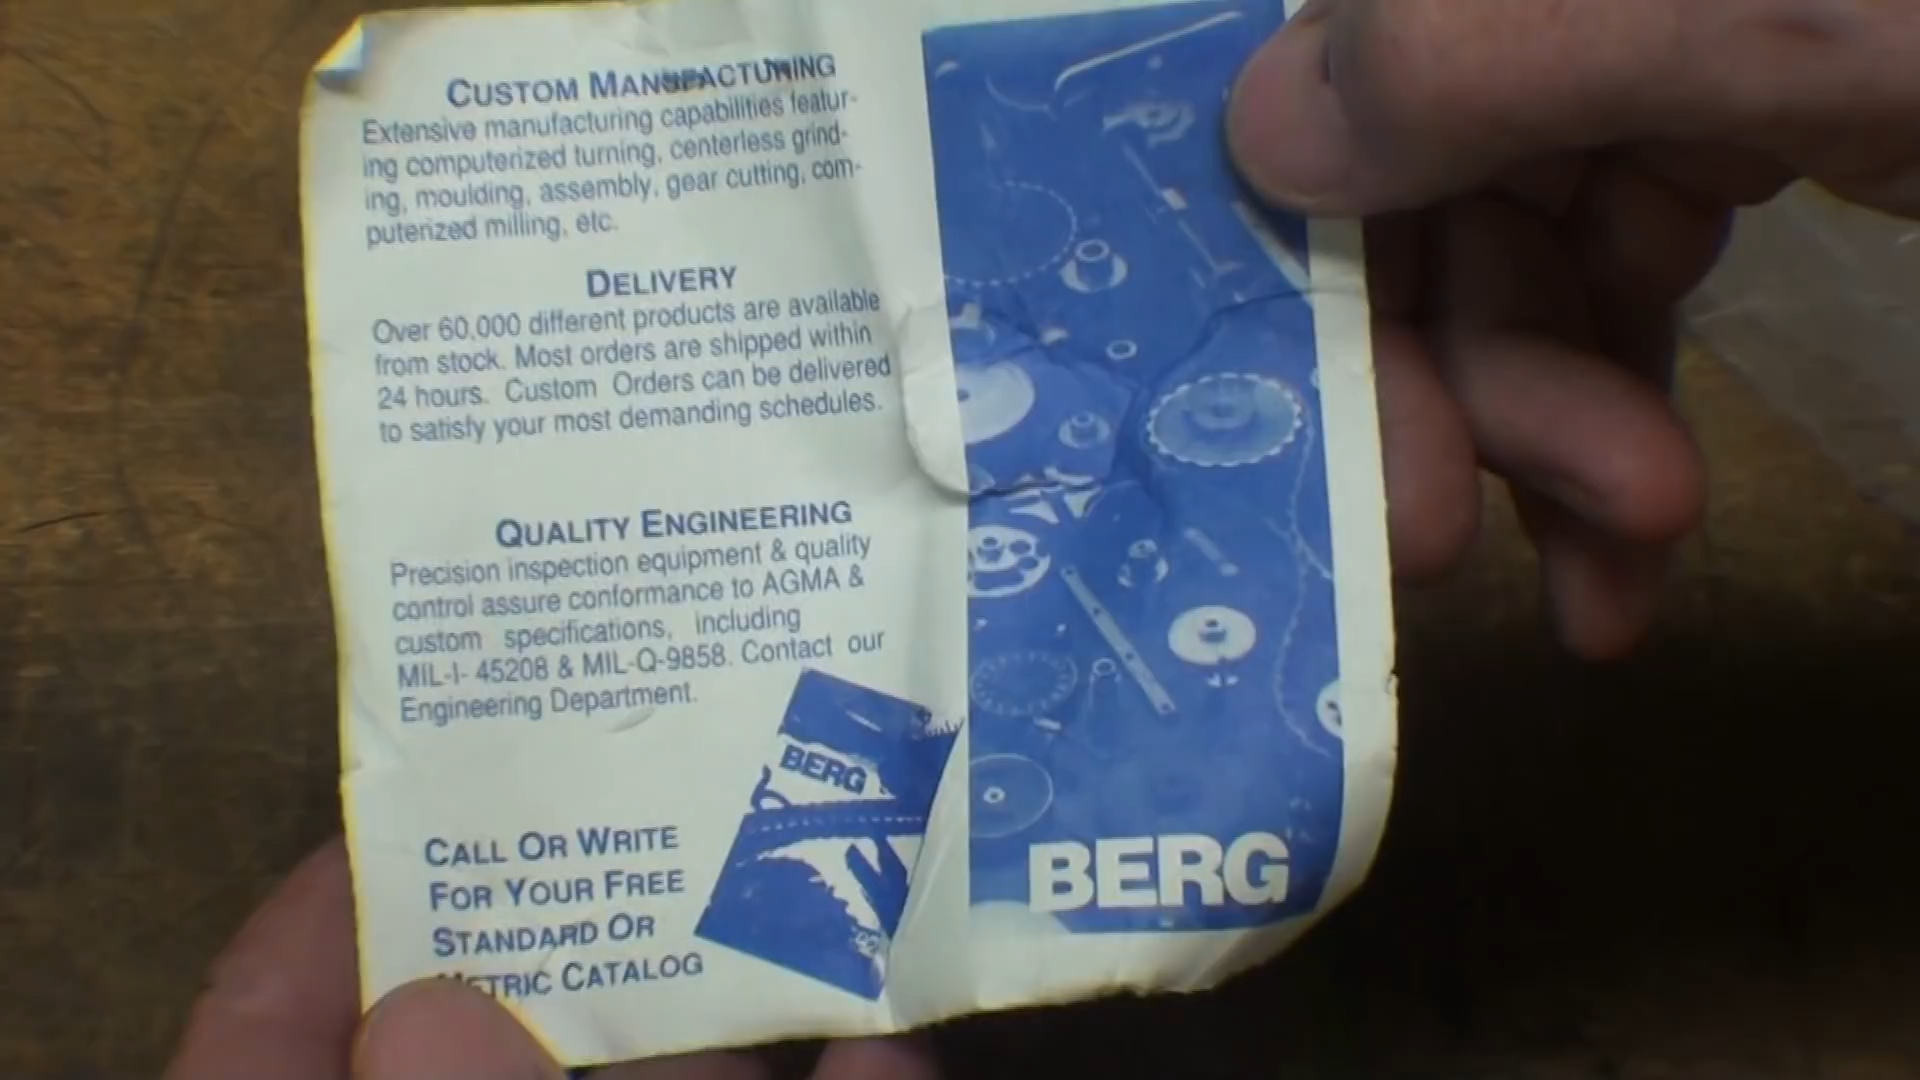 CUSTOM MANUFACTURING
Extensive manufacturing capabilities featur-
ing computerized turning, centerless grind-
ing, moulding, assembly, gear cutting, com-
puterized milling, etc.
DELIVERY
Over 60,000 different products are available
from stock. Most orders are shipped within
24 hours. Custom Orders can be delivered
to satisfy your most demanding schedules.
QUALITY ENGINEERING
Precision inspection equipment & quality
control assure conformance to AGMA &
custom specifications, including
MIL-I- 45208 & MIL-Q-9858. Contact our
Engineering Department.
BERG
CALL OR WRITE
FOR YOUR FREE
STANDARD OR
METRIC CATALOG
BERG